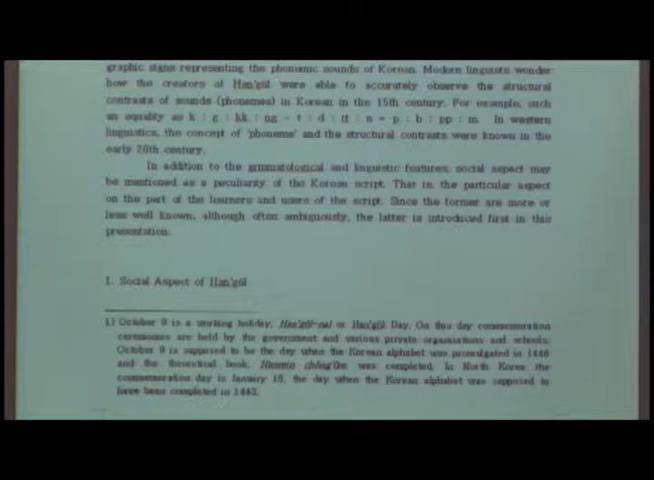 graphic signs representing the phonemic sounds of Korean. Modern linguists wonder
how the creators of Han'gŭl were able to accurately observe the structural
contrasts of sounds (phonemes) in Korean in the 15th century. For example, such
an equality as k : g : kk : ng = t : d : tt : n = p : b : pp : m. In western
linguistics, the concept of 'phoneme' and the structural contrasts were known in the
early 20th century.
In addition to the grmmatological and linguistic features, social aspect may
be mentioned as a peculiarity of the Korean script. That is, the particular aspect
on the part of the learners and users of the script. Since the former are more or
less well known, although often ambiguously, the latter is introduced first in this
presentation.
I. Social Aspect of Han'gŭl
1) October 9 is a working holiday, Han'gŭl-nal or Han'gŭl Day. On this day commemoration
ceremonies are held by the government and various private organizations and schools.
October 9 is supposed to be the day when the Korean alphabet was promulgated in 1446
and the theoretical book, Hunmin was completed. In North Korea the
commemoration day is January 15, the day when the Korean alphabet was supposed to
have been completed in 1443.